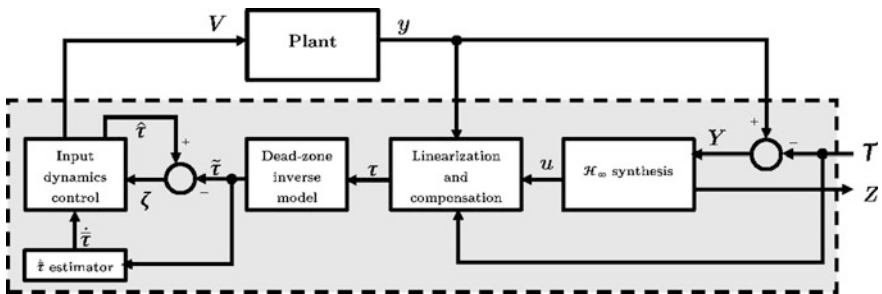 V
Plant
y
τ̂
+
Input
dynamics
control
ζ
−
τ̃
Dead-zone
inverse
model
τ
Linearization
and
compensation
u
ℋ∞ synthesis
Y
+
−
T
Z
estimator